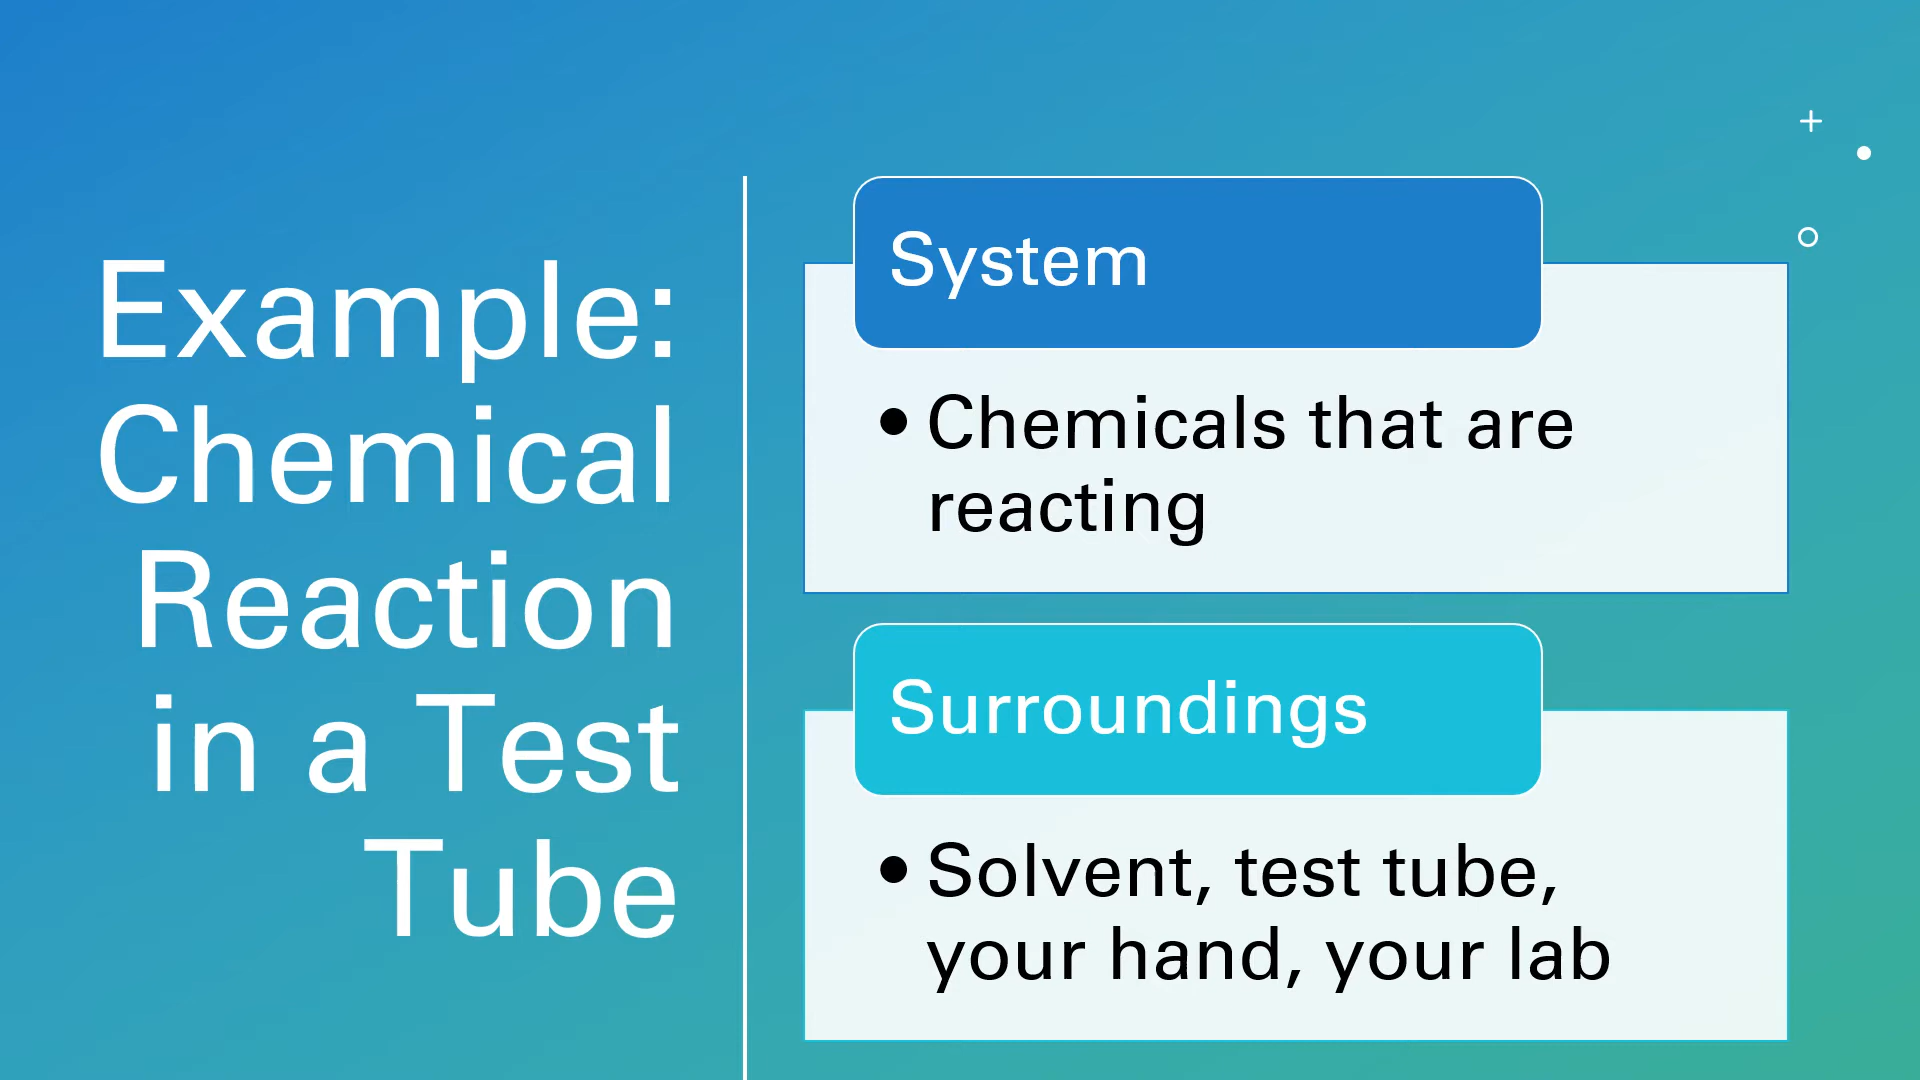 Example:
Chemical
Reaction
in a Test
Tube
System
• Chemicals that are
reacting
Surroundings
• Solvent, test tube,
your hand, your lab